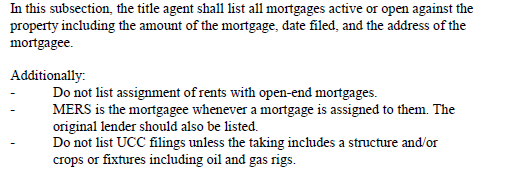 In this subsection, the title agent shall list all mortgages active or open against the
property including the amount of the mortgage, date filed, and the address of the
mortgagee.
Additionally:
- Do not list assignment of rents with open-end mortgages.
- MERS is the mortgagee whenever a mortgage is assigned to them. The
original lender should also be listed.
- Do not list UCC filings unless the taking includes a structure and/or
crops or fixtures including oil and gas rigs.